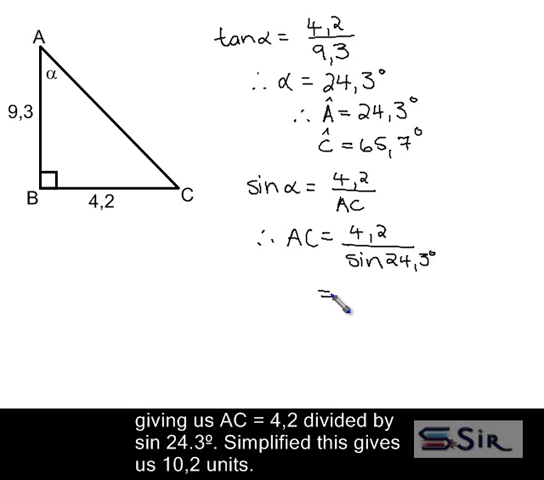 A
α
9,3
B
4,2
C
tanα = 4,2 / 9,3
∴ α = 24,3°
∴ Â = 24,3°
Ĉ = 65,7°
sinα = 4,2 / AC
∴ AC = 4,2 / sin24,3°
=
giving us AC = 4,2 divided by
sin 24.3º. Simplified this gives
us 10,2 units.
SIR